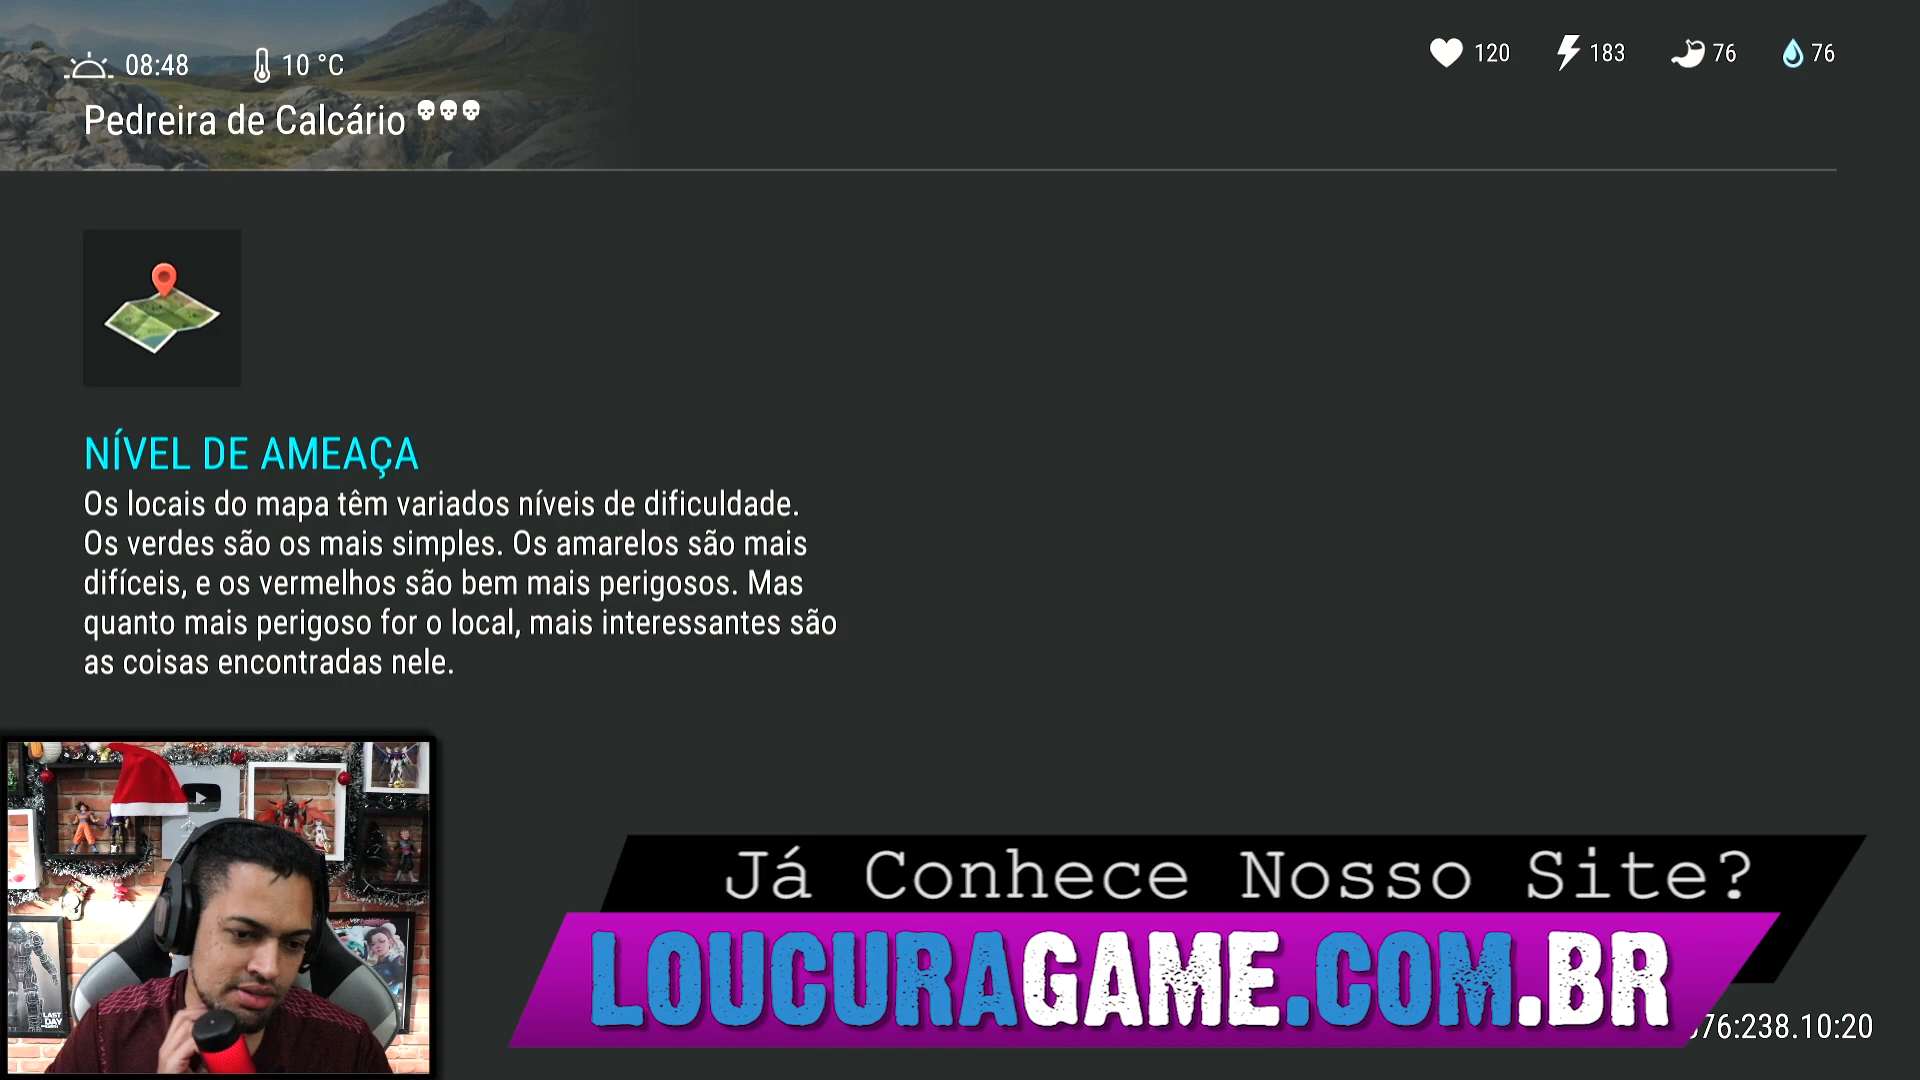 08:48
10 °C
120
183
76
76
Pedreira de Calcário
NÍVEL DE AMEAÇA
Os locais do mapa têm variados níveis de dificuldade.
Os verdes são os mais simples. Os amarelos são mais
difíceis, e os vermelhos são bem mais perigosos. Mas
quanto mais perigoso for o local, mais interessantes são
as coisas encontradas nele.
LAST
DAY
Já Conhece Nosso Site?
LOUCURAGAME.COM.BR
76:238.10:20